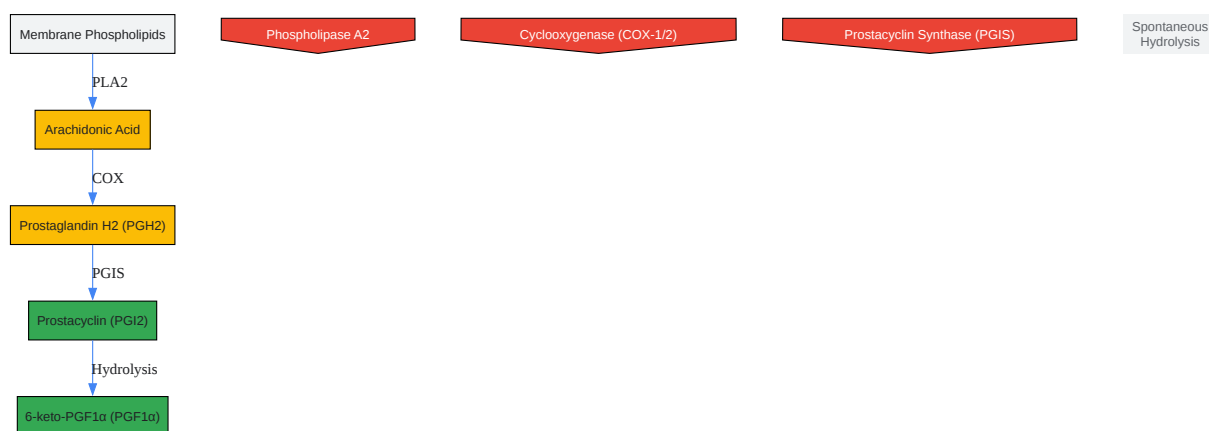 Membrane Phospholipids
Phospholipase A2
Cyclooxygenase (COX-1/2)
Prostacyclin Synthase (PGIS)
Spontaneous
Hydrolysis
PLA2
Arachidonic Acid
COX
Prostaglandin H2 (PGH2)
PGIS
Prostacyclin (PGI2)
Hydrolysis
6-keto-PGF1α (PGF1α)